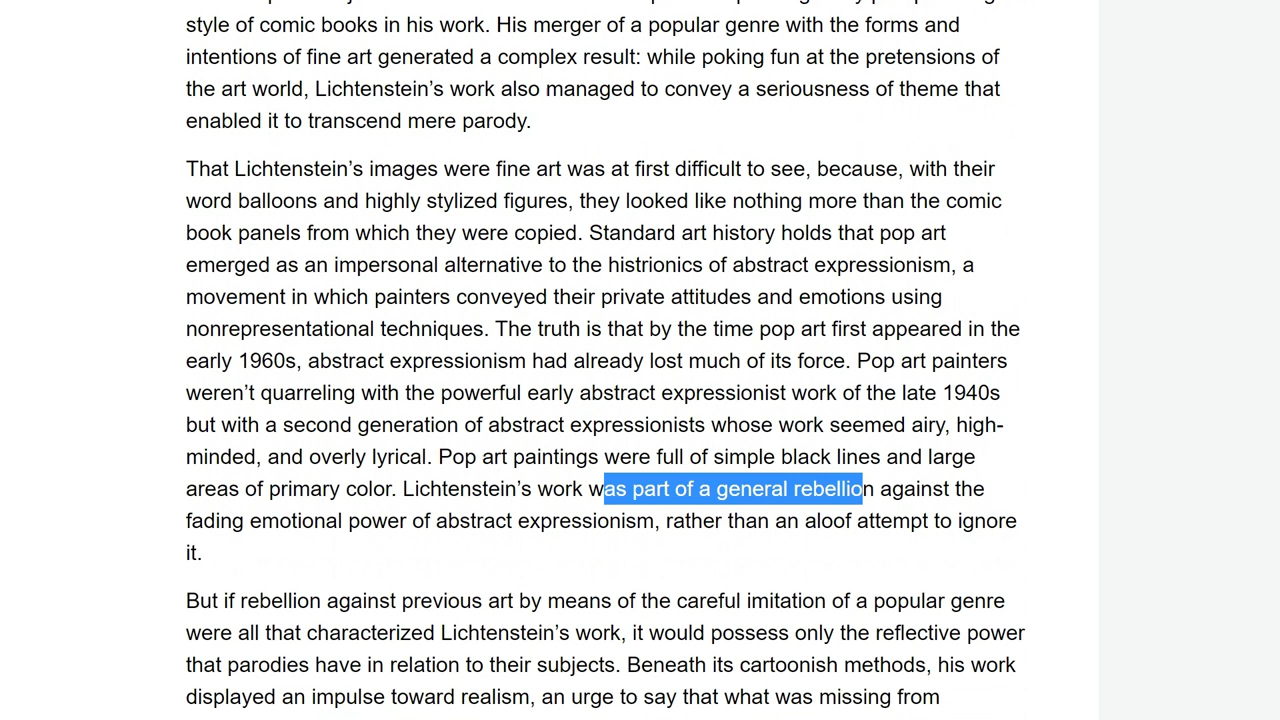 style of comic books in his work. His merger of a popular genre with the forms and
intentions of fine art generated a complex result: while poking fun at the pretensions of
the art world, Lichtenstein’s work also managed to convey a seriousness of theme that
enabled it to transcend mere parody.
That Lichtenstein’s images were fine art was at first difficult to see, because, with their
word balloons and highly stylized figures, they looked like nothing more than the comic
book panels from which they were copied. Standard art history holds that pop art
emerged as an impersonal alternative to the histrionics of abstract expressionism, a
movement in which painters conveyed their private attitudes and emotions using
nonrepresentational techniques. The truth is that by the time pop art first appeared in the
early 1960s, abstract expressionism had already lost much of its force. Pop art painters
weren’t quarreling with the powerful early abstract expressionist work of the late 1940s
but with a second generation of abstract expressionists whose work seemed airy, high-
minded, and overly lyrical. Pop art paintings were full of simple black lines and large
areas of primary color. Lichtenstein’s work was part of a general rebellion against the
fading emotional power of abstract expressionism, rather than an aloof attempt to ignore
it.
But if rebellion against previous art by means of the careful imitation of a popular genre
were all that characterized Lichtenstein’s work, it would possess only the reflective power
that parodies have in relation to their subjects. Beneath its cartoonish methods, his work
displayed an impulse toward realism, an urge to say that what was missing from